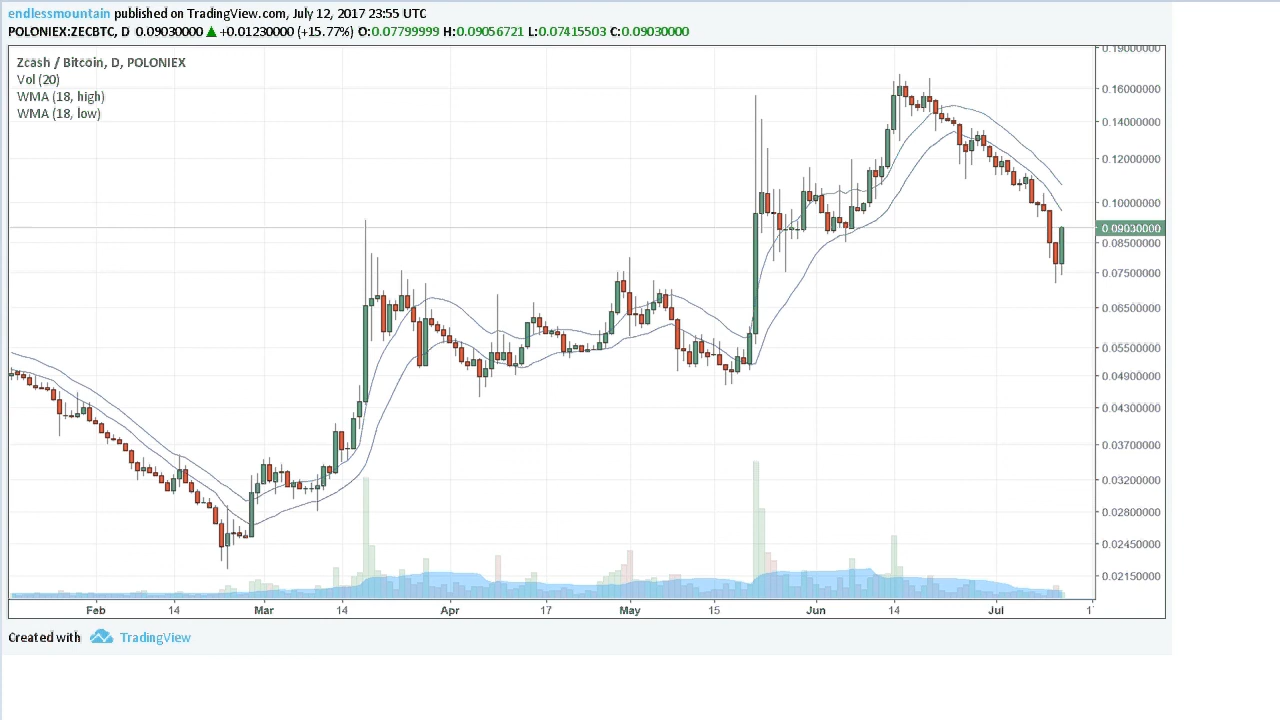 endlessmountain published on TradingView.com, July 12, 2017 23:55 UTC
POLONIEX:ZECBTC, D 0.09030000 ▲ +0.01230000 (+15.77%) O:0.07799999 H:0.09056721 L:0.07415503 C:0.09030000
Zcash / Bitcoin, D, POLONIEX
Vol (20)
WMA (18, high)
WMA (18, low)
0.19000000
0.16000000
0.14000000
0.12000000
0.10000000
0.09030000
0.08500000
0.07500000
0.06500000
0.05500000
0.04900000
0.04300000
0.03700000
0.03200000
0.02800000
0.02450000
0.02150000
Feb 14 Mar 14 Apr 17 May 15 Jun 14 Jul
Created with TradingView